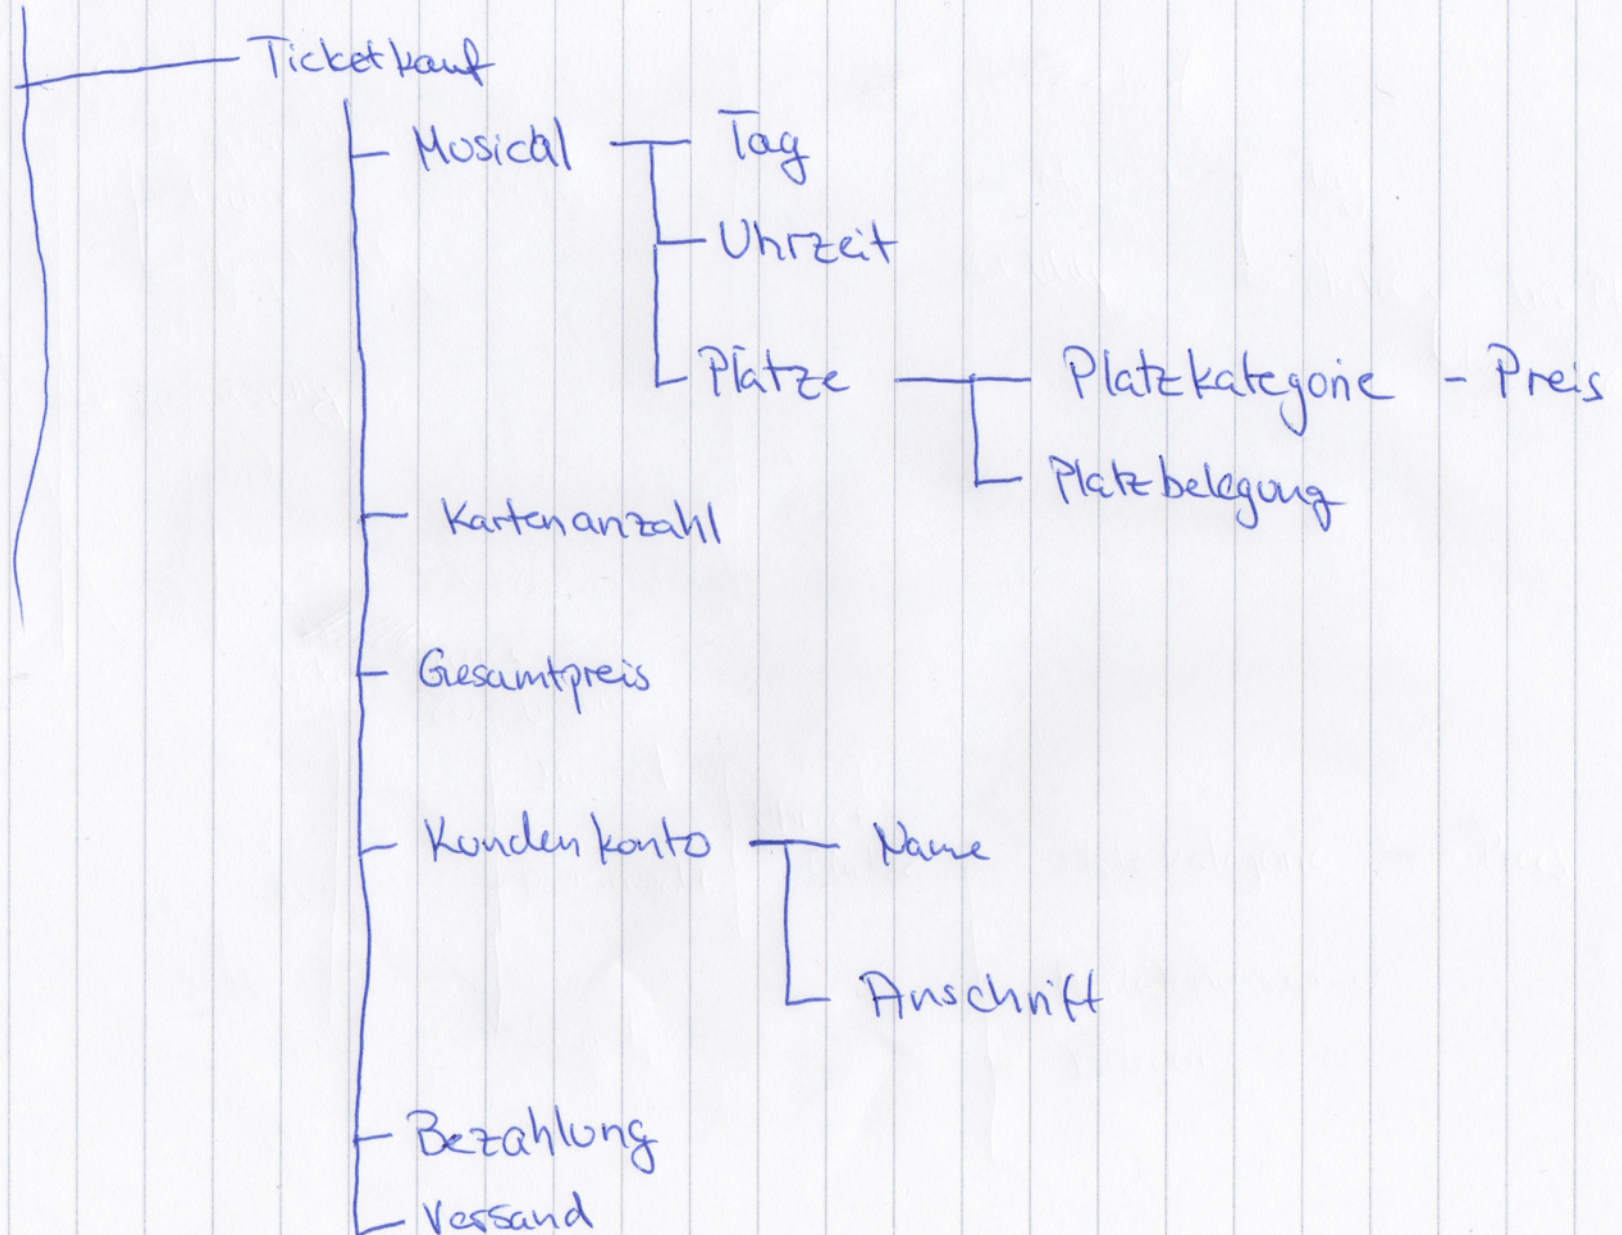 Ticketkauf
Musical Tag
Uhrzeit
Plätze Platzkategorie - Preis
Platzbelegung
Kartenanzahl
Gesamtpreis
Kundenkonto Name
Anschrift
Bezahlung
Versand